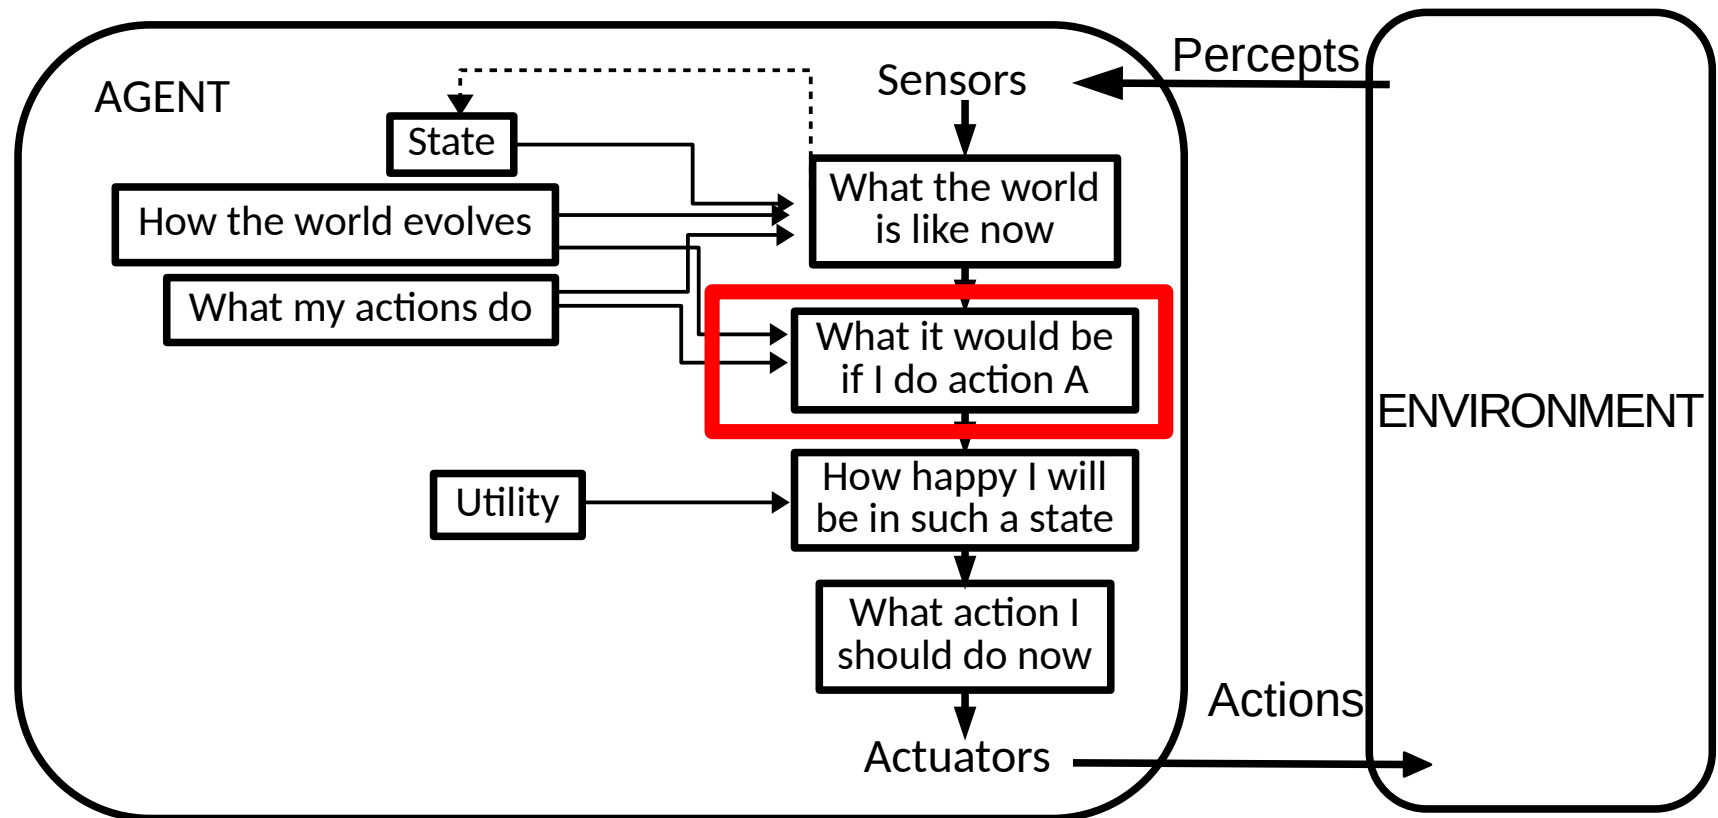 AGENT
Sensors
Percepts
State
What the world
is like now
How the world evolves
What my actions do
What it would be
if I do action A
ENVIRONMENT
Utility
How happy I will
be in such a state
What action I
should do now
Actions
Actuators